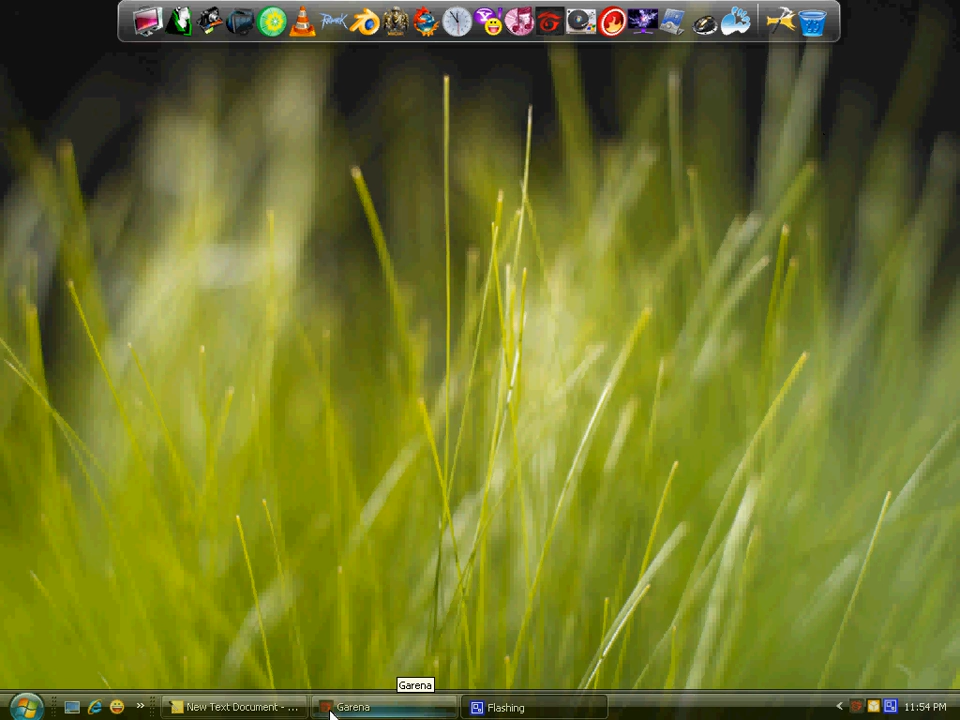 Garena
New Text Document - ...
Garena
Flashing
11:54 PM